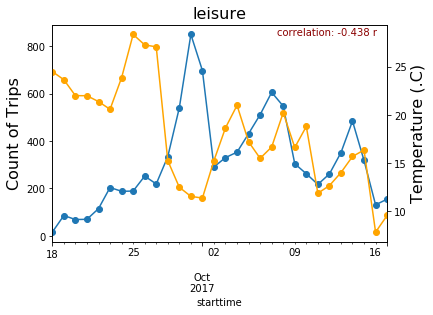 leisure
correlation: -0.438 r
Count of Trips
800
600
400
200
0
Temperature (.C)
25
20
15
10
18
25
02
09
16
Oct
2017
starttime